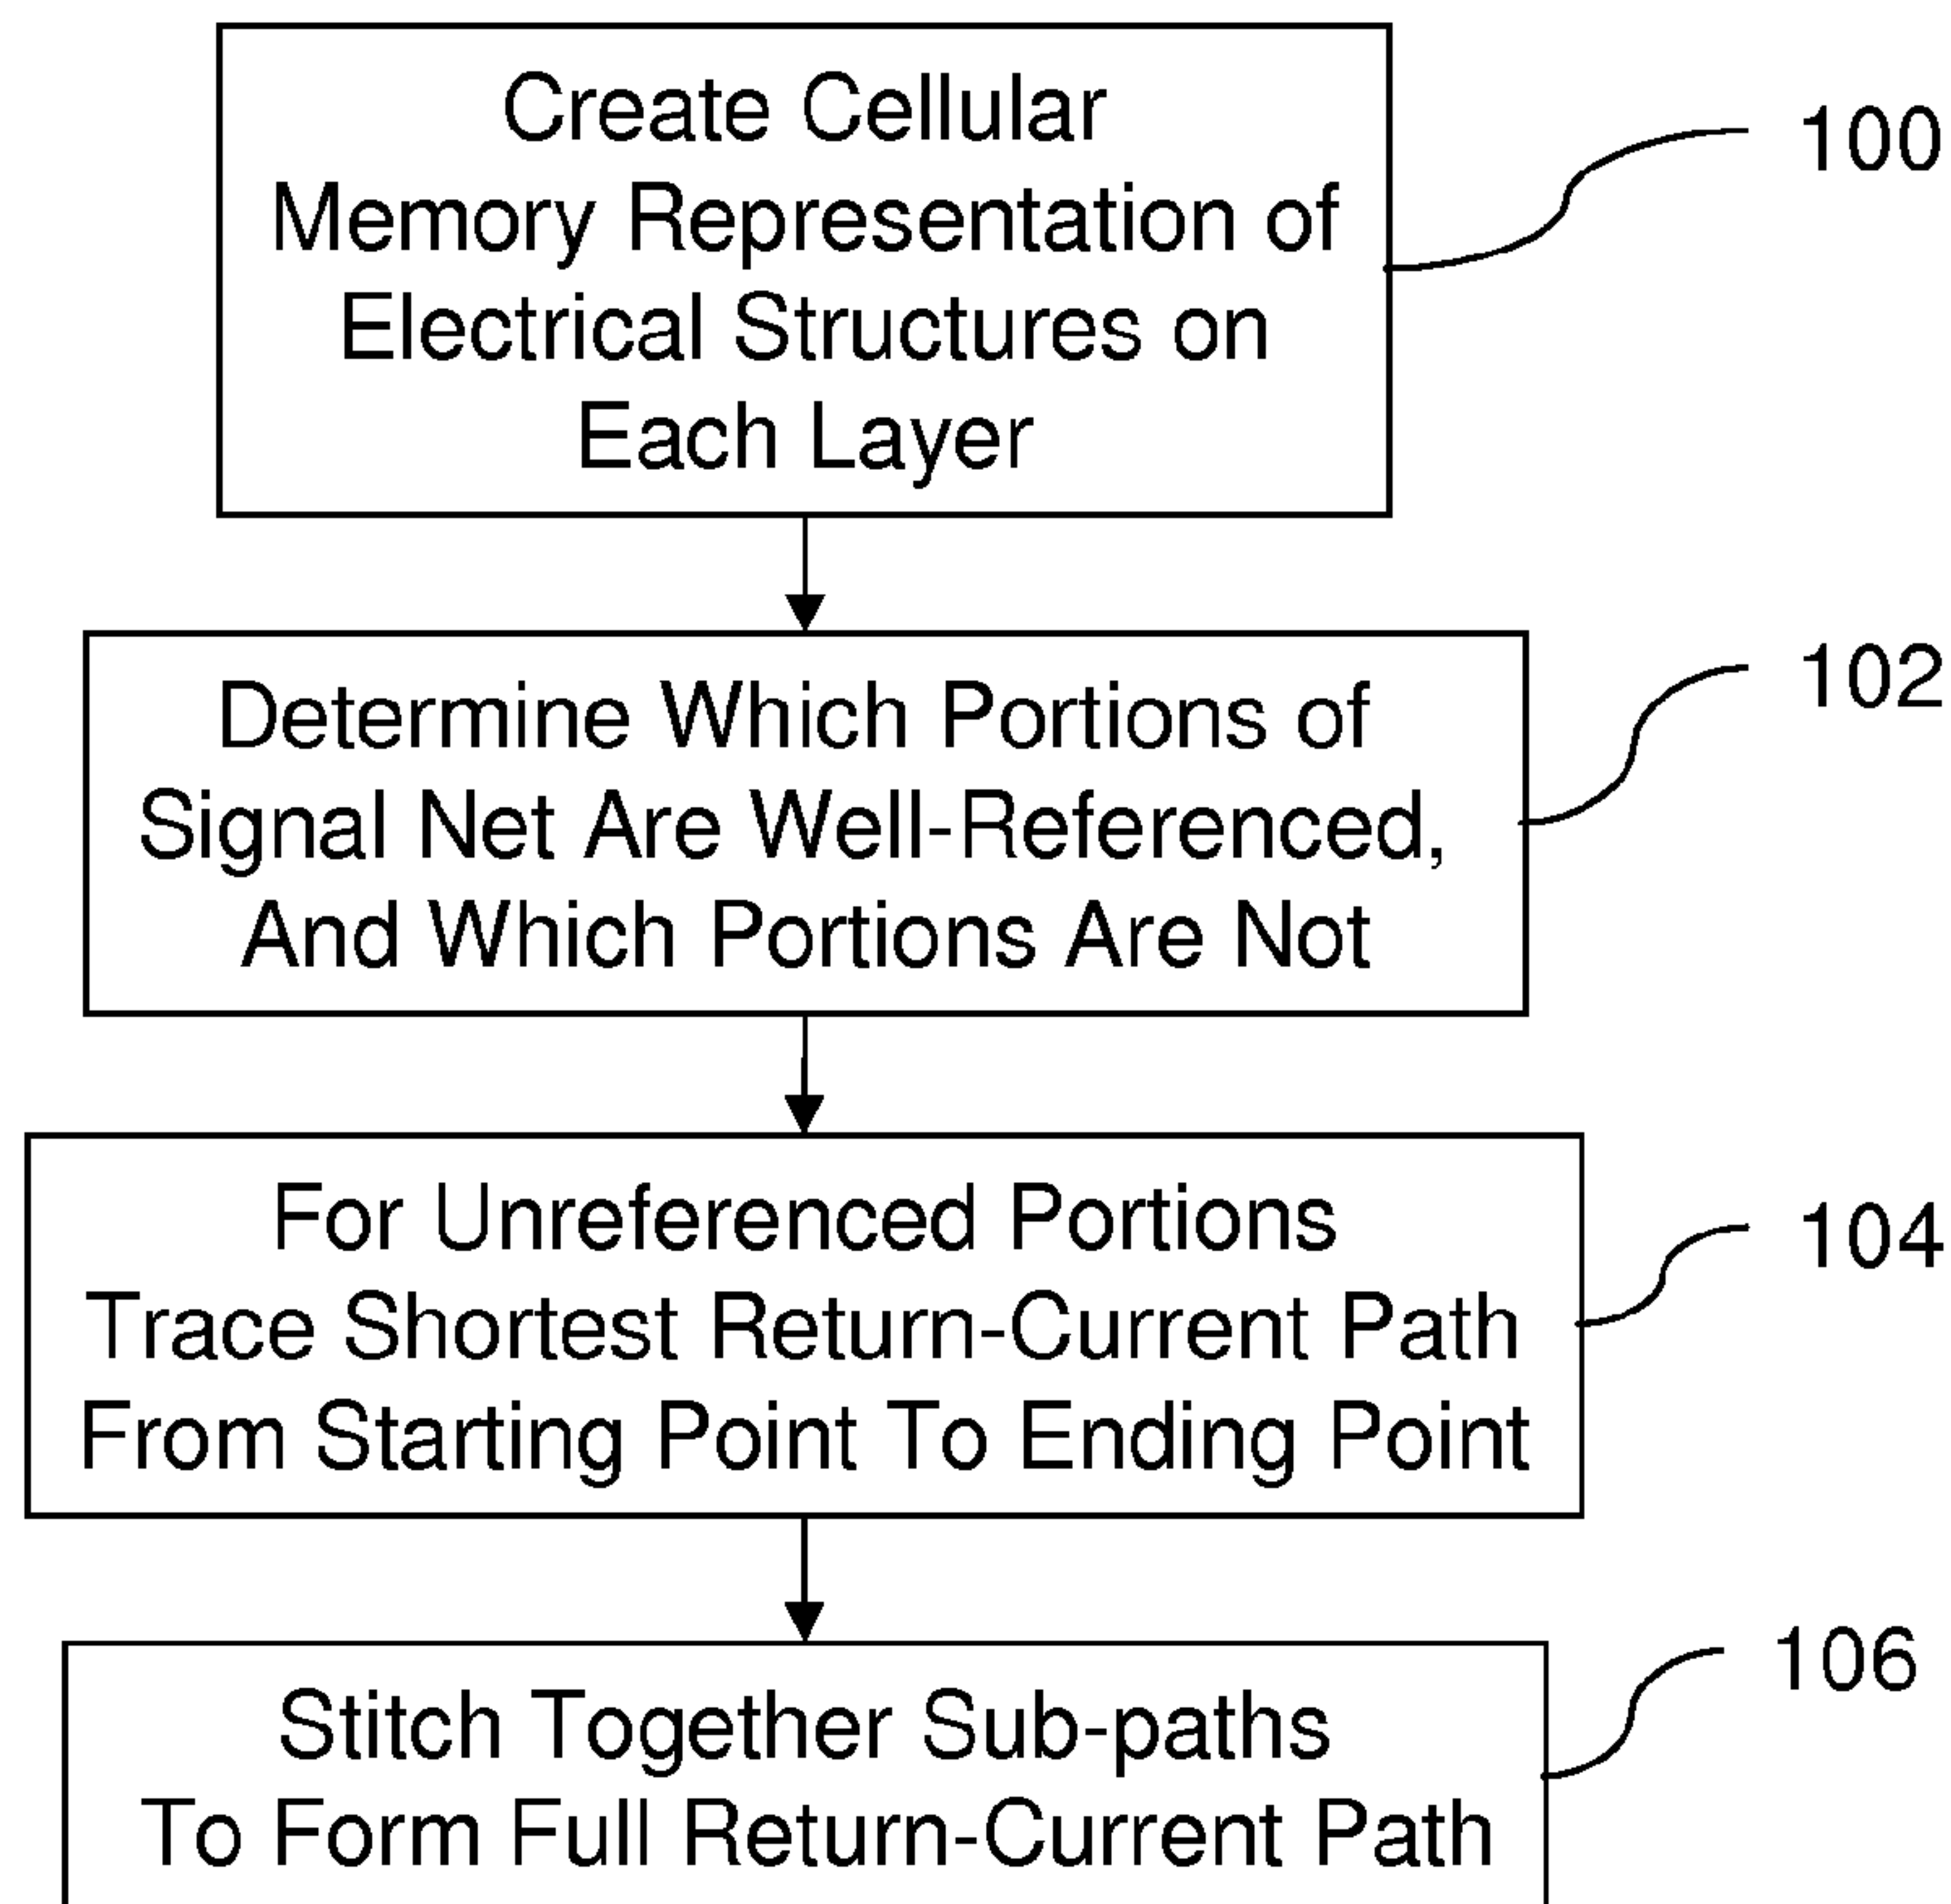 Create Cellular
Memory Representation of
Electrical Structures on
Each Layer
100
Determine Which Portions of
Signal Net Are Well-Referenced,
And Which Portions Are Not
102
For Unreferenced Portions
Trace Shortest Return-Current Path
From Starting Point To Ending Point
104
Stitch Together Sub-paths
To Form Full Return-Current Path
106